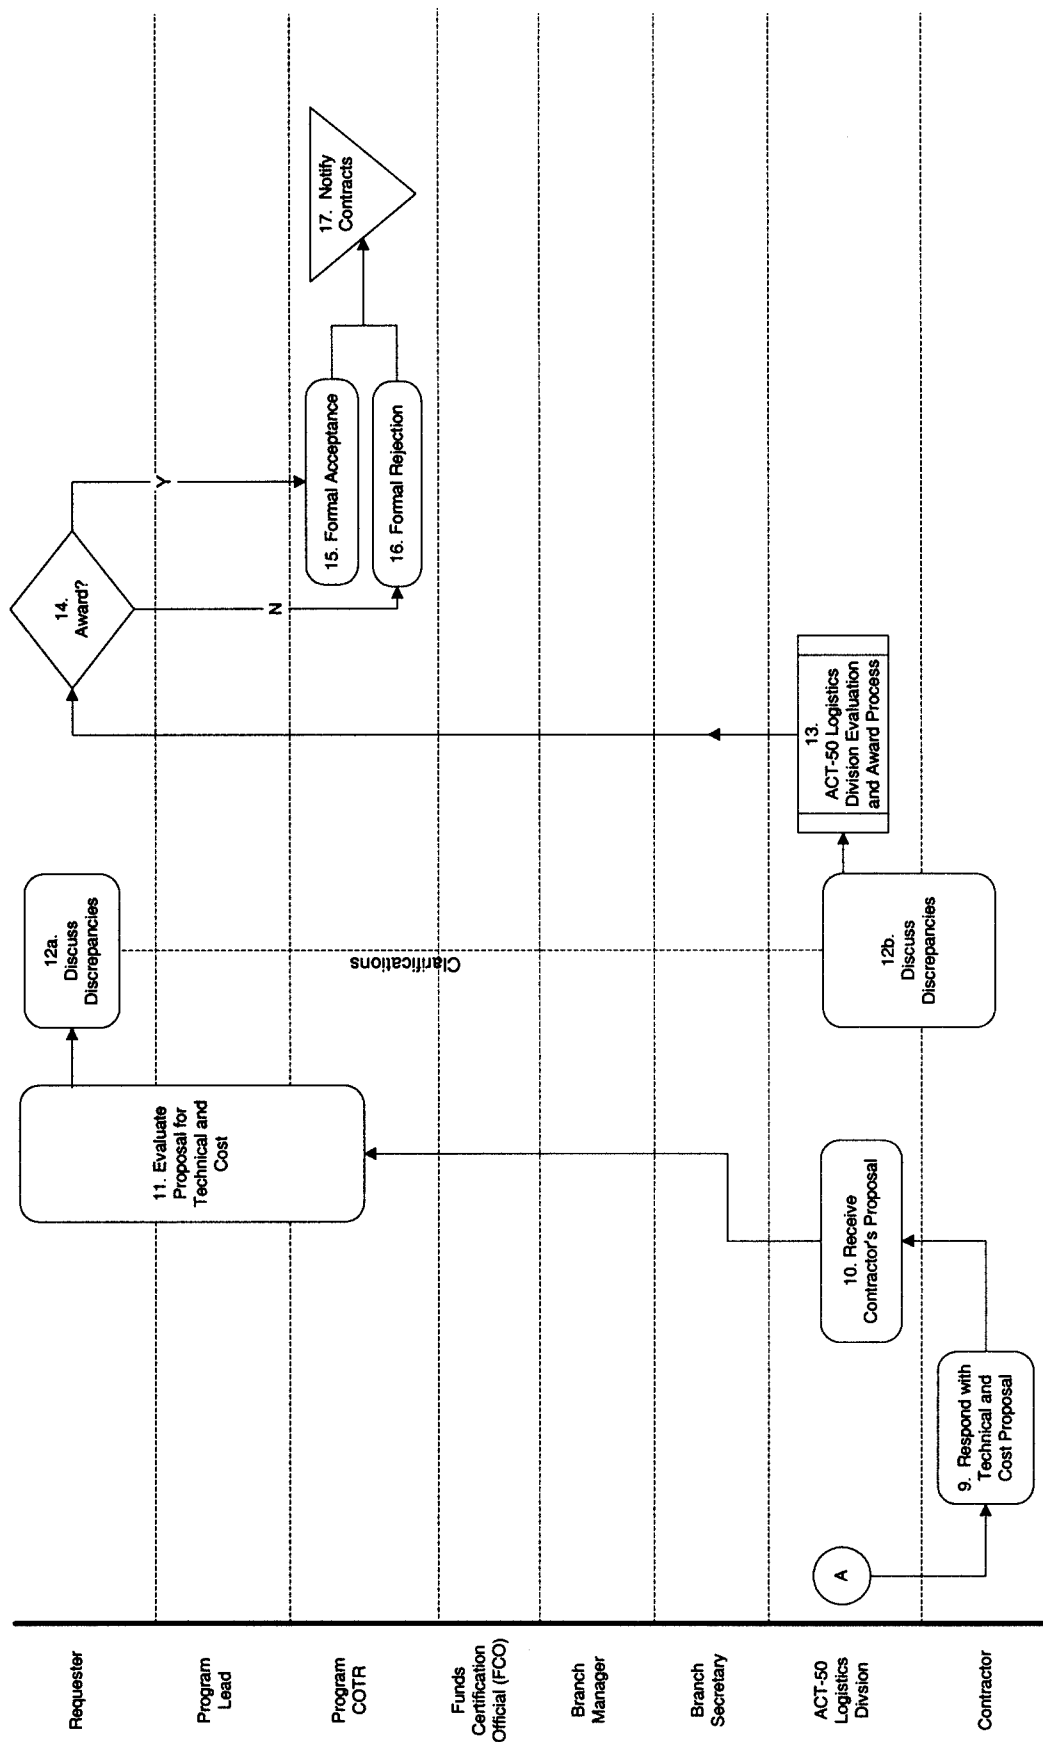 Requester
Program
Lead
Program
COTR
Funds
Certification
Official (FCO)
Branch
Manager
Branch
Secretary
ACT-50
Logistics
Divsion
Contractor
A
9. Respond with
Technical and
Cost Proposal
10. Receive
Contractor's Proposal
11. Evaluate
Proposal for
Technical and
Cost
12a.
Discuss
Discrepancies
Clarifications
12b.
Discuss
Discrepancies
13.
ACT-50 Logistics
Division Evaluation
and Award Process
14.
Award?
Y
N
15. Formal Acceptance
16. Formal Rejection
17. Notify
Contracts